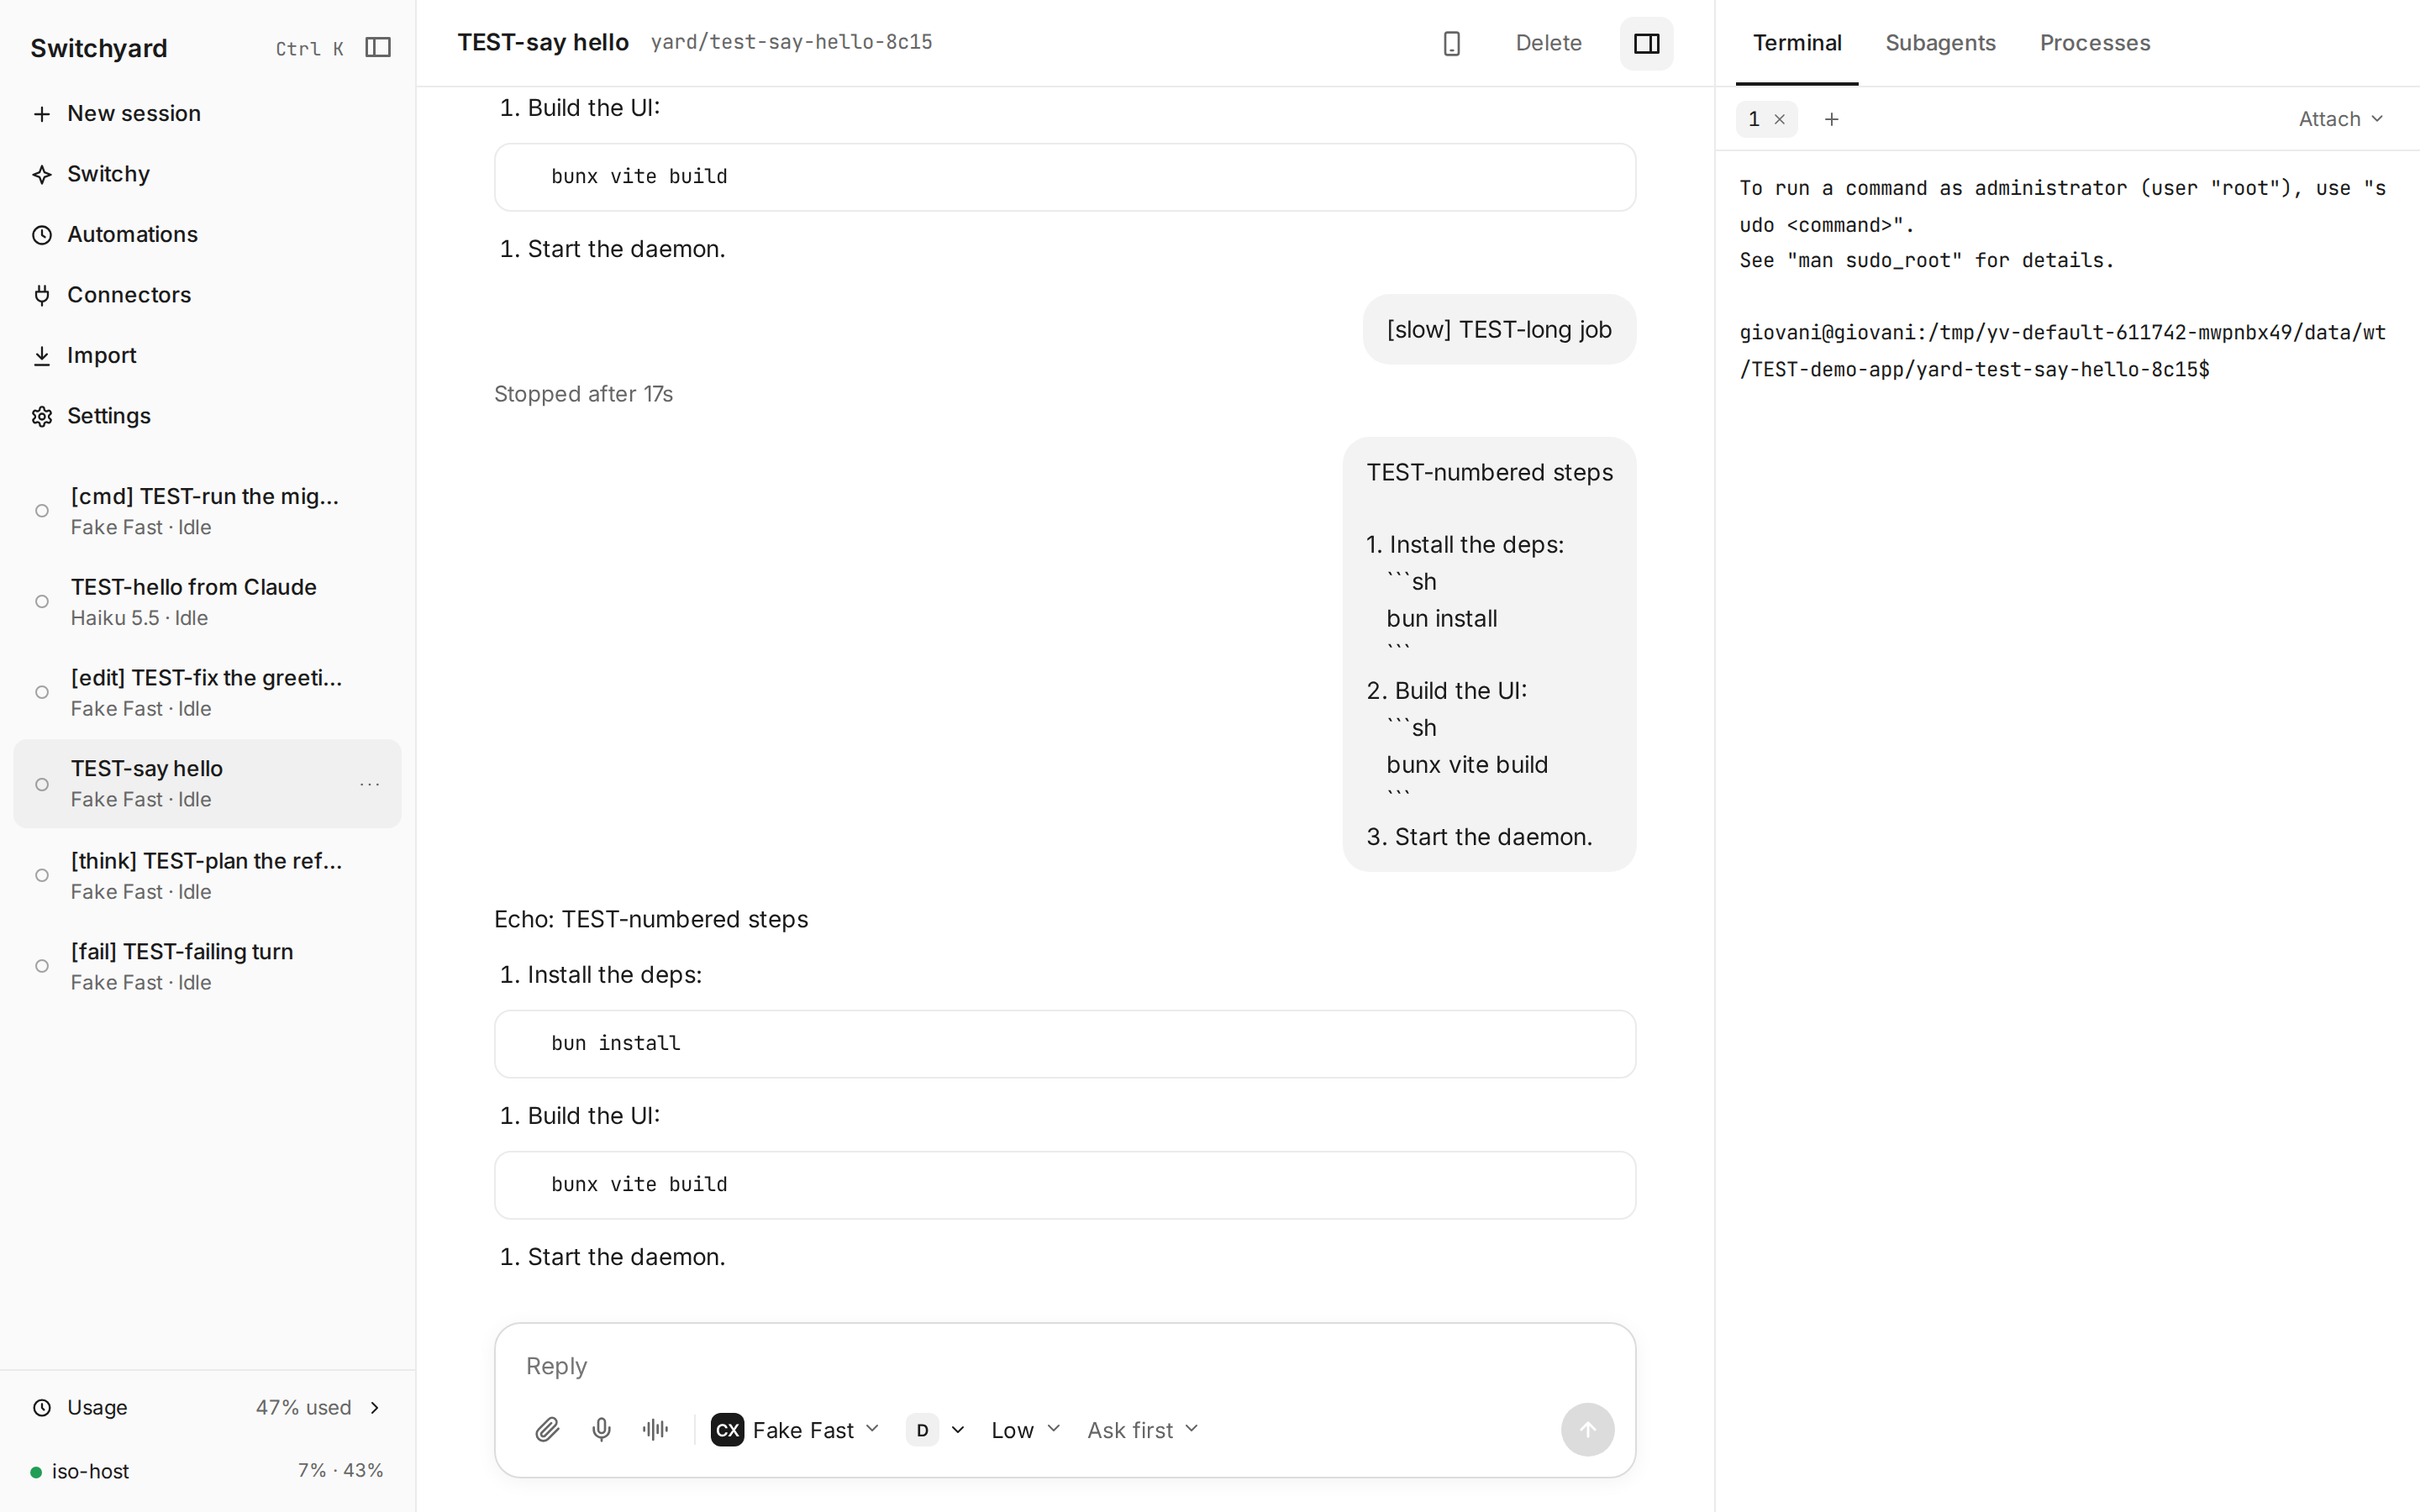 Switchyard
Ctrl K
New session
Switchy
Automations
Connectors
Import
Settings
[cmd] TEST-run the mig...
Fake Fast · Idle
TEST-hello from Claude
Haiku 5.5 · Idle
[edit] TEST-fix the greeti...
Fake Fast · Idle
TEST-say hello
Fake Fast · Idle
...
[think] TEST-plan the ref...
Fake Fast · Idle
[fail] TEST-failing turn
Fake Fast · Idle
Usage
47% used
iso-host
7% · 43%
TEST-say hello
yard/test-say-hello-8c15
Delete
1. Build the UI:
bunx vite build
1. Start the daemon.
[slow] TEST-long job
Stopped after 17s
TEST-numbered steps
1. Install the deps:
```sh
bun install
```
2. Build the UI:
```sh
bunx vite build
```
3. Start the daemon.
Echo: TEST-numbered steps
1. Install the deps:
bun install
1. Build the UI:
bunx vite build
1. Start the daemon.
Reply
CX Fake Fast
D
Low
Ask first
Terminal
Subagents
Processes
1 ×
+
Attach
To run a command as administrator (user "root"), use "s
udo <command>".
See "man sudo_root" for details.
giovani@giovani:/tmp/yv-default-611742-mwpnbx49/data/wt
/TEST-demo-app/yard-test-say-hello-8c15$